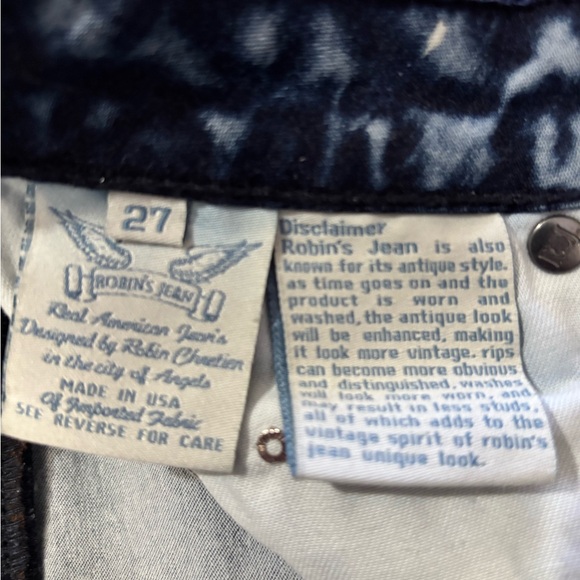 27
ROBIN'S JEAN
Real American Jean's
Designed by Robin Chretien
in the city of Angels
MADE IN USA
Of Imported Fabric
SEE REVERSE FOR CARE
Disclaimer
Robin's Jean is also
known for its antique style.
as time goes on and the
product is worn and
washed, the antique look
will be enhanced, making
it look more vintage. rips
can become more obvious
and distinguished, washes
will look more worn, and
may result in less studs,
all of which adds to the
vintage spirit of robin's
jean unique look.